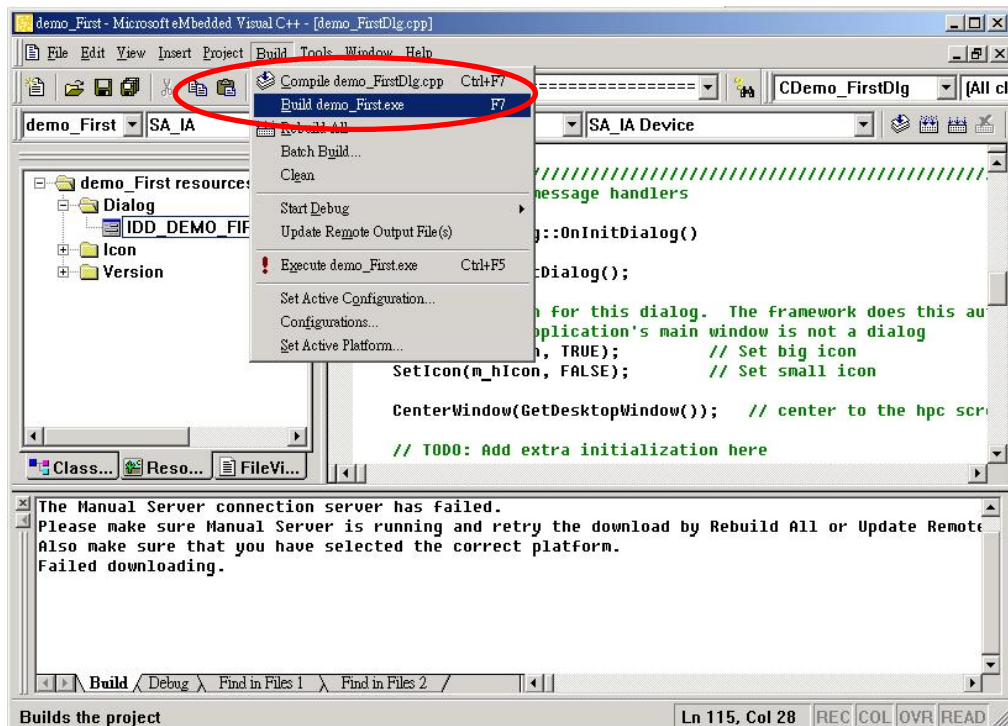 demo_First - Microsoft eMbedded Visual C++ - [demo_FirstDlg.cpp]
File Edit View Insert Project Build Tools Window Help
CDemo_FirstDlg
[All cl
demo_First
SA_IA
SA_IA Device
Compile demo_FirstDlg.cpp Ctrl+F7
Build demo_First.exe F7
Rebuild All
Batch Build...
Clean
Start Debug
Update Remote Output File(s)
Execute demo_First.exe Ctrl+F5
Set Active Configuration...
Configurations...
Set Active Platform...
demo_First resources
Dialog
IDD_DEMO_FIR
Icon
Version
Class... Reso... FileVi...
message handlers
g::OnInitDialog()
tDialog();
n for this dialog. The framework does this au
pplication's main window is not a dialog
n, TRUE); // Set big icon
SetIcon(m_hIcon, FALSE); // Set small icon
CenterWindow(GetDesktopWindow()); // center to the hpc scre
// TODO: Add extra initialization here
The Manual Server connection server has failed.
Please make sure Manual Server is running and retry the download by Rebuild All or Update Remote
Also make sure that you have selected the correct platform.
Failed downloading.
Build Debug Find in Files 1 Find in Files 2
Builds the project
Ln 115, Col 28 REC COL OVR READ